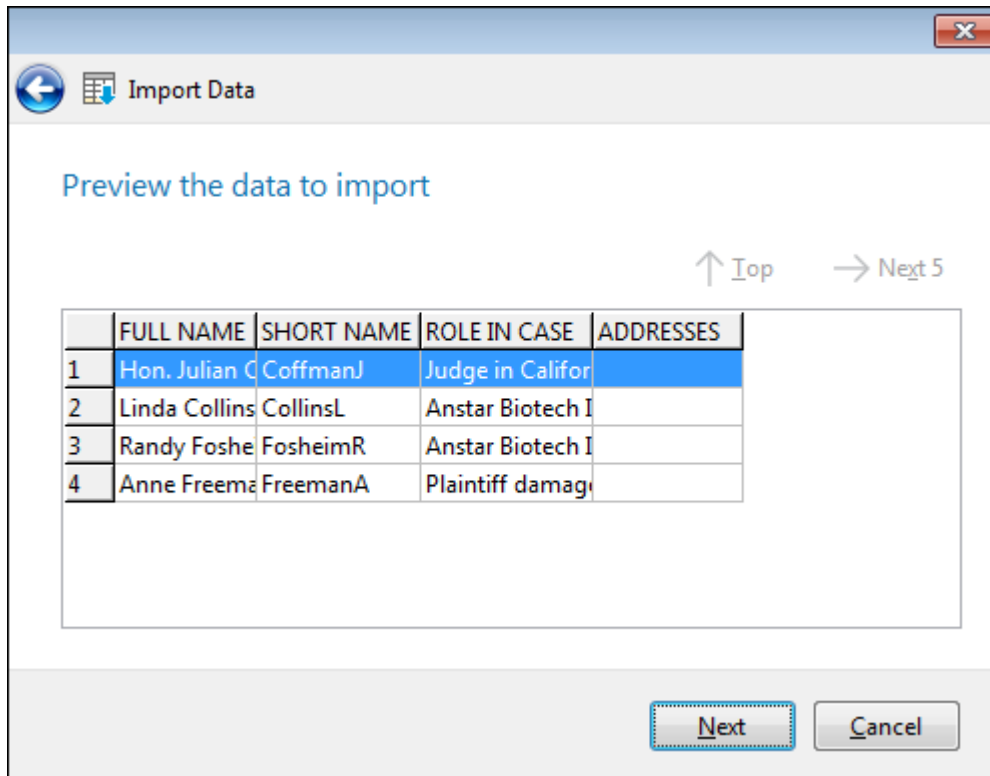 Import Data
Preview the data to import
Top Next 5
FULL NAME SHORT NAME ROLE IN CASE ADDRESSES
1 Hon. Julian C CoffmanJ Judge in Califor
2 Linda Collins CollinsL Anstar Biotech I
3 Randy Foshe FosheimR Anstar Biotech I
4 Anne Freema FreemanA Plaintiff damag
Next Cancel